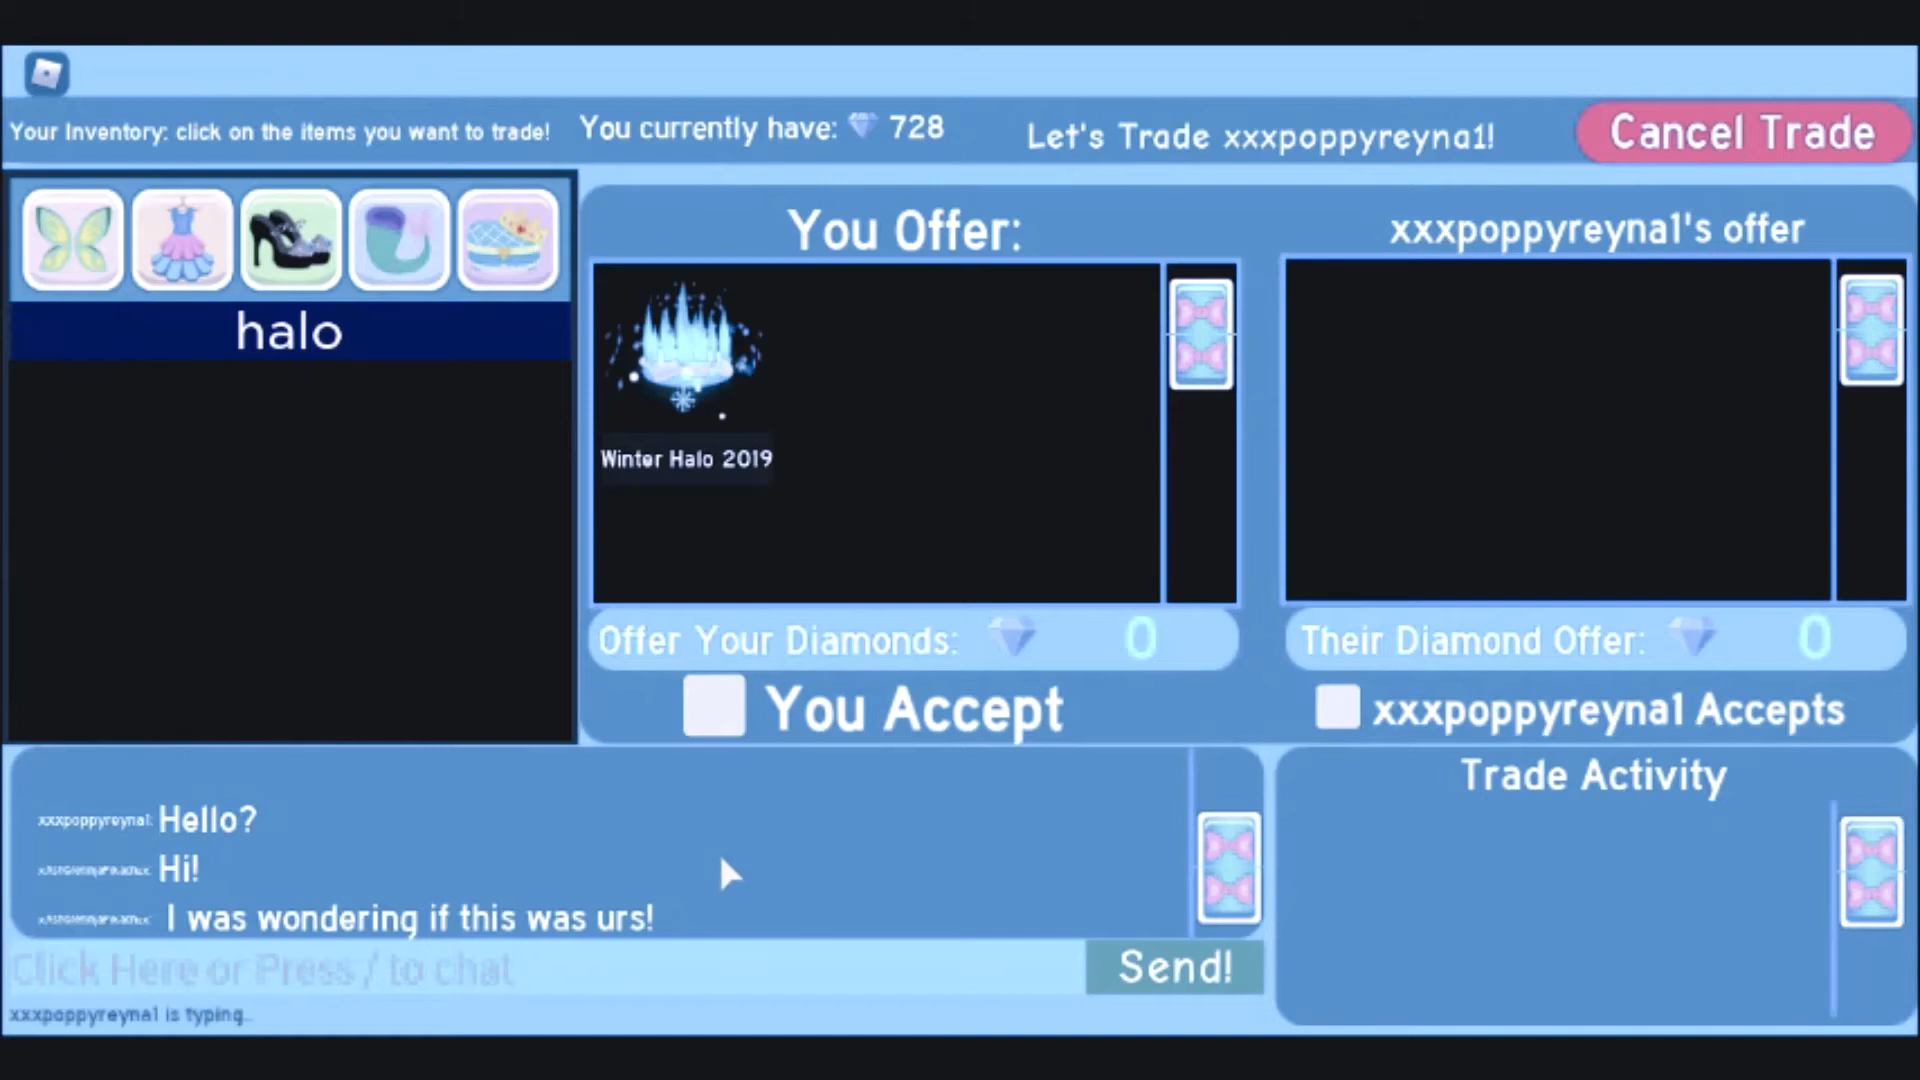 Your Inventory: click on the items you want to trade!
You currently have: 728
Let's Trade xxxpoppyreyna1!
Cancel Trade
halo
You Offer:
Winter Halo 2019
xxxpoppyreyna1's offer
Offer Your Diamonds: 0
Their Diamond Offer: 0
You Accept
xxxpoppyreyna1 Accepts
xxxpoppyreyna1: Hello?
Hi!
I was wondering if this was urs!
Click Here or Press / to chat
Send!
xxxpoppyreyna1 is typing...
Trade Activity